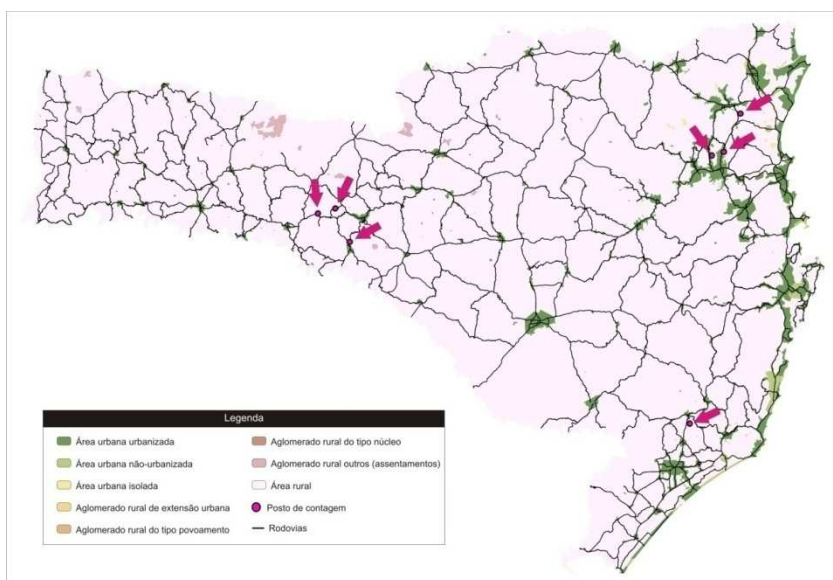 Legenda
Área urbana urbanizada
Área urbana não-urbanizada
Área urbana isolada
Aglomerado rural de extensão urbana
Aglomerado rural do tipo povoamento
Aglomerado rural do tipo núcleo
Aglomerado rural outros (assentamentos)
Área rural
Posto de contagem
Rodovias